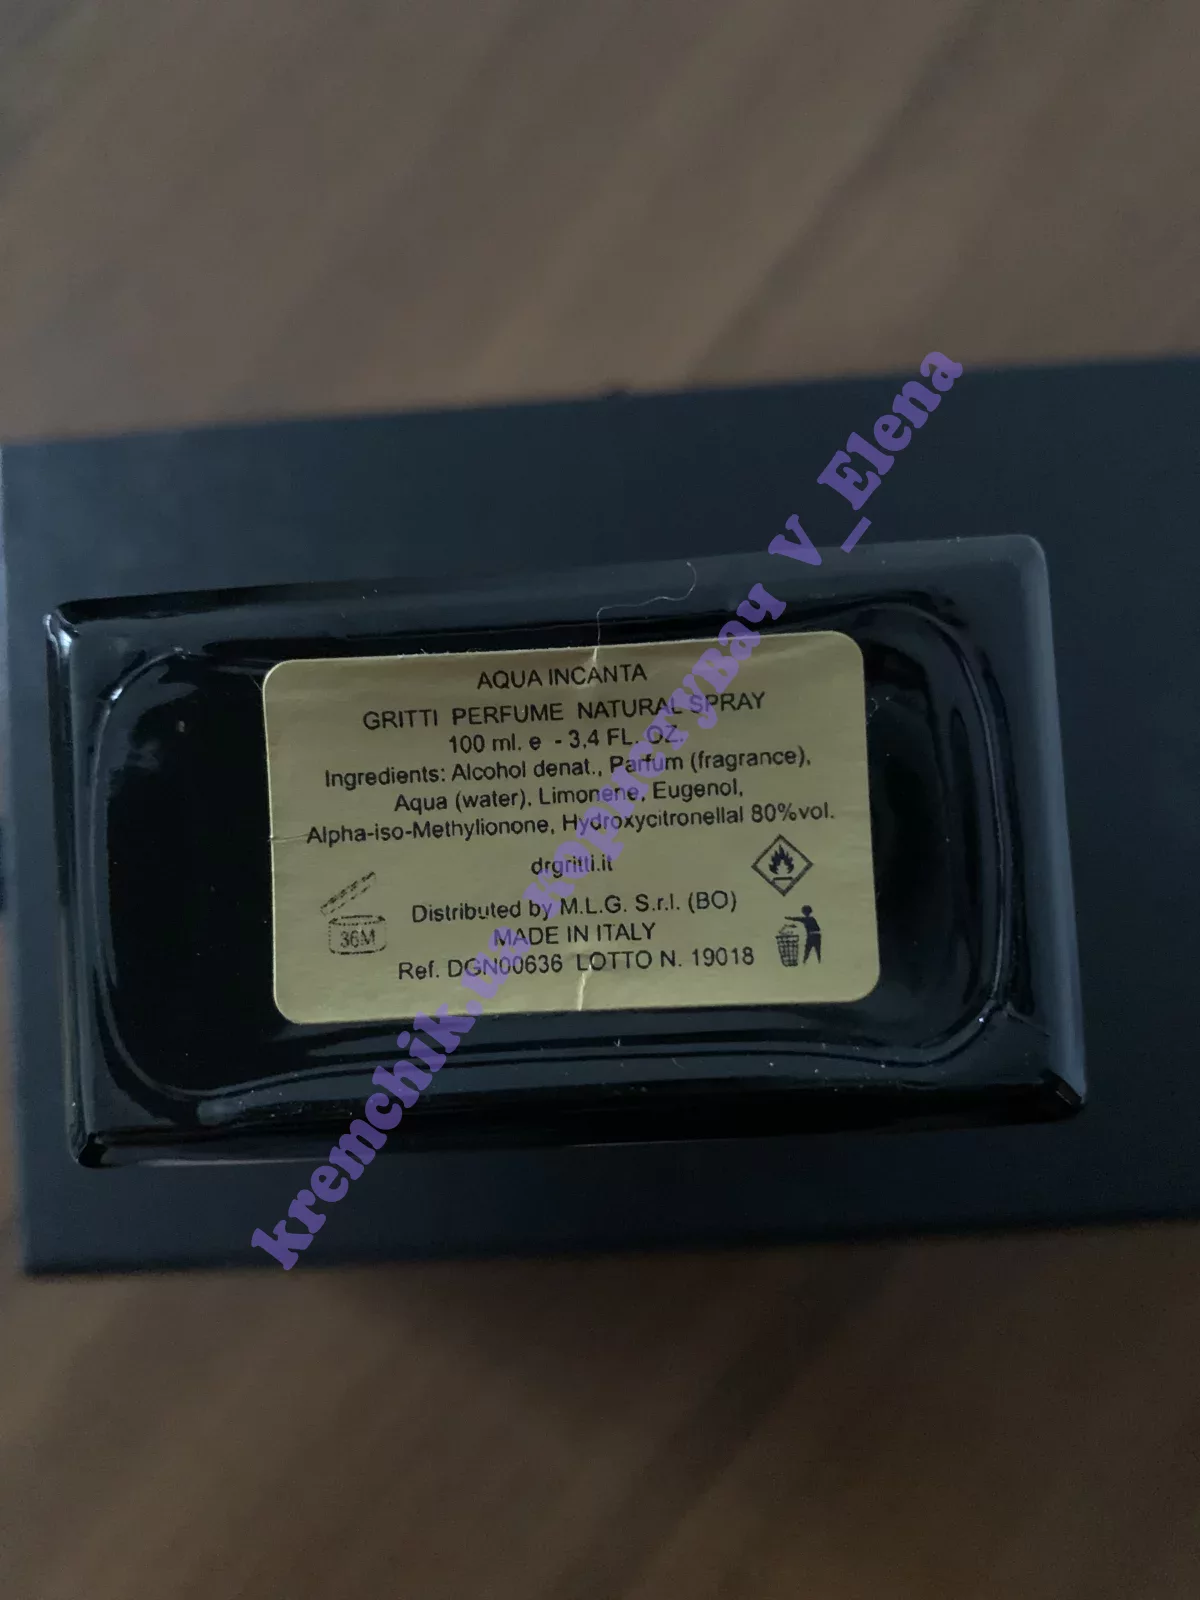 AQUA INCANTA
GRITTI PERFUME NATURAL SPRAY
100 ml. e - 3,4 FL. OZ.
Ingredients: Alcohol denat., Parfum (fragrance),
Aqua (water), Limonene, Eugenol,
Alpha-iso-Methylionone, Hydroxycitronellal 80%vol.
drgritti.it
Distributed by M.L.G. S.r.l. (BO)
36M
MADE IN ITALY
Ref. DGN00636 LOTTO N. 19018
V_Elena